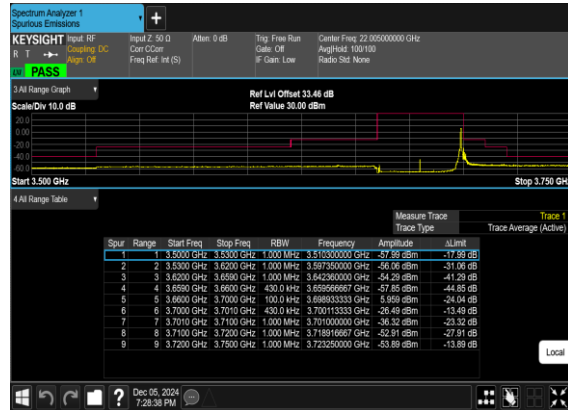 Spectrum Analyzer 1
Spurious Emissions
KEYSIGHT Input: RF Input Z: 50 Ω Atten: 0 dB Trig: Free Run Center Freq: 22.005000000 GHz
R T Coupling: DC Corr CCorr Gate: Off Avg|Hold: 100/100
Align: Off Freq Ref: Int (S) IF Gain: Low Radio Std: None
LW PASS
3 All Range Graph
Ref Lvl Offset 33.46 dB
Scale/Div 10.0 dB Ref Value 30.00 dBm
20.0
0.00
-20.0
-40.0
-60.0
Start 3.500 GHz Stop 3.750 GHz
4 All Range Table
Measure Trace Trace 1
Trace Type Trace Average (Active)
Spur Range Start Freq Stop Freq RBW Frequency Amplitude ΔLimit
1 1 3.5000 GHz 3.5300 GHz 1.000 MHz 3.510300000 GHz -57.99 dBm -17.99 dB
2 2 3.5300 GHz 3.6200 GHz 1.000 MHz 3.597350000 GHz -56.06 dBm -31.06 dB
3 3 3.6200 GHz 3.6590 GHz 1.000 MHz 3.642360000 GHz -54.29 dBm -41.29 dB
4 4 3.6590 GHz 3.6600 GHz 430.0 kHz 3.659566667 GHz -57.85 dBm -44.85 dB
5 5 3.6600 GHz 3.7000 GHz 100.0 kHz 3.698933333 GHz 5.959 dBm -24.04 dB
6 6 3.7000 GHz 3.7010 GHz 430.0 kHz 3.700113333 GHz -26.49 dBm -13.49 dB
7 7 3.7010 GHz 3.7100 GHz 1.000 MHz 3.701000000 GHz -36.32 dBm -23.32 dB
8 8 3.7100 GHz 3.7200 GHz 1.000 MHz 3.718916667 GHz -52.91 dBm -27.91 dB
9 9 3.7200 GHz 3.7500 GHz 1.000 MHz 3.723250000 GHz -53.89 dBm -13.89 dB
Local
Dec 05, 2024
7:28:38 PM